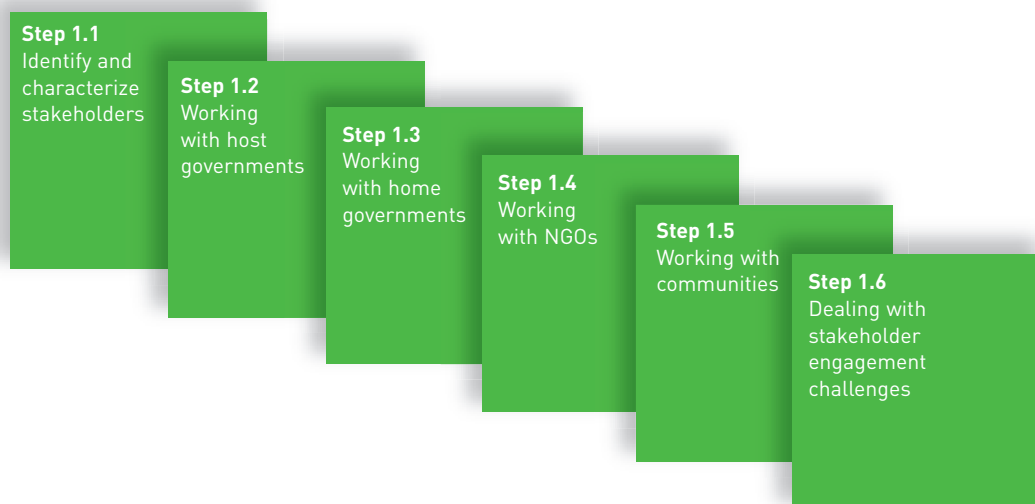 Step 1.1
Identify and
characterize
stakeholders
Step 1.2
Working
with host
governments
Step 1.3
Working
with home
governments
Step 1.4
Working
with NGOs
Step 1.5
Working with
communities
Step 1.6
Dealing with
stakeholder
engagement
challenges